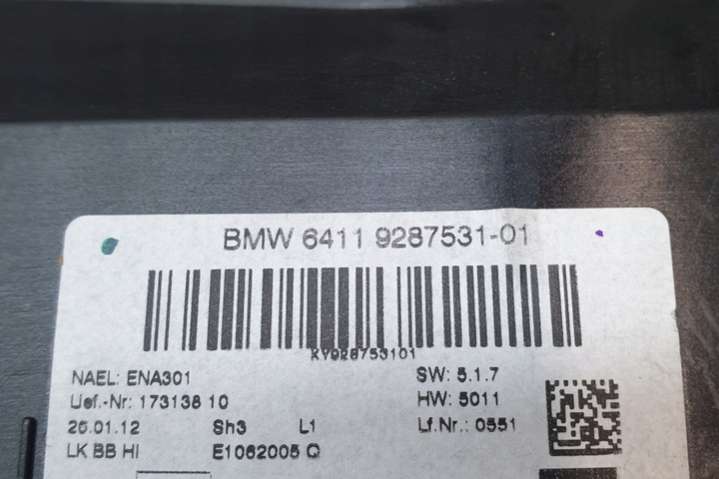 BMW 6411 9287531-01
KY928753101
NAEL: ENA301
SW: 5.1.7
Lief.-Nr: 173138 10
HW: 5011
26.01.12 Sh3 L1
Lf.Nr.: 0551
LK BB HI E1062005 Q